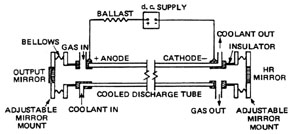 d.c. SUPPLY
BALLAST
COOLANT OUT
BELLOWS
GAS IN
INSULATOR
+ ANODE
CATHODE–
OUTPUT
MIRROR
HR
MIRROR
COOLED DISCHARGE TUBE
ADJUSTABLE
MIRROR
MOUNT
COOLANT IN
GAS OUT
ADJUSTABLE
MIRROR MOUNT